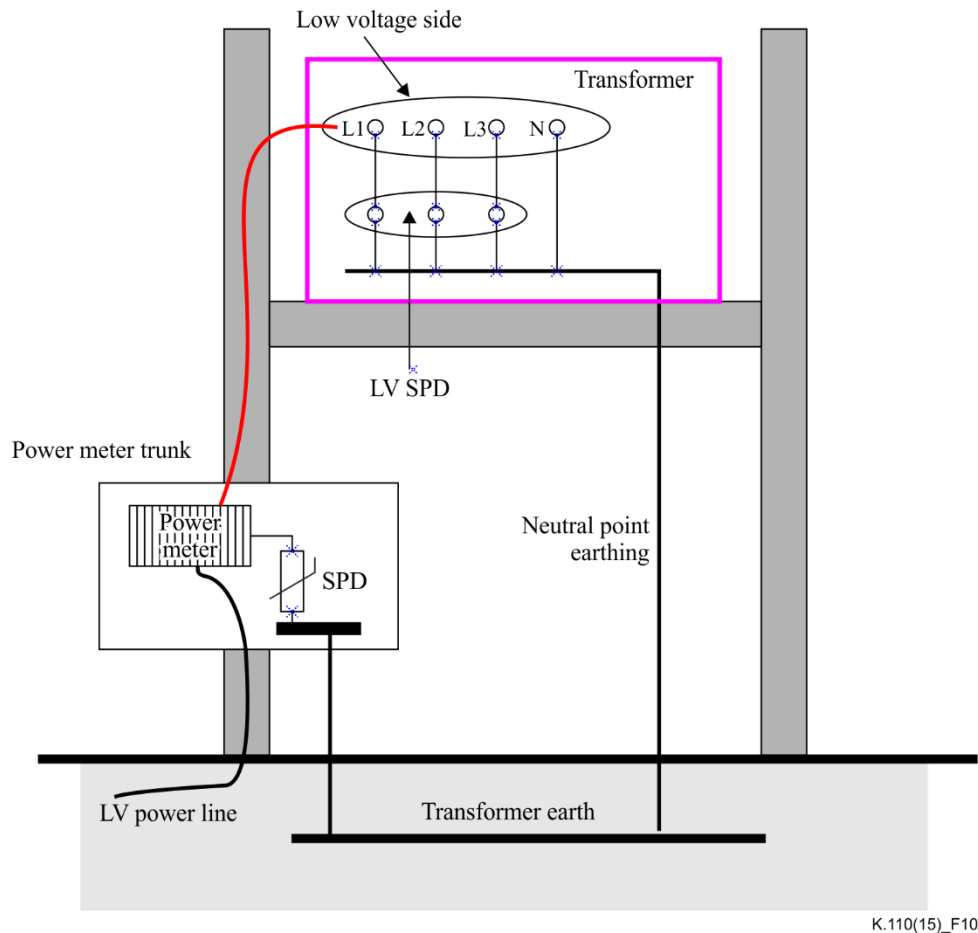 Low voltage side
Transformer
L1 L2 L3 N
LV SPD
Power meter trunk
Power
meter
SPD
Neutral point
earthing
LV power line
Transformer earth
K.110(15)_F10